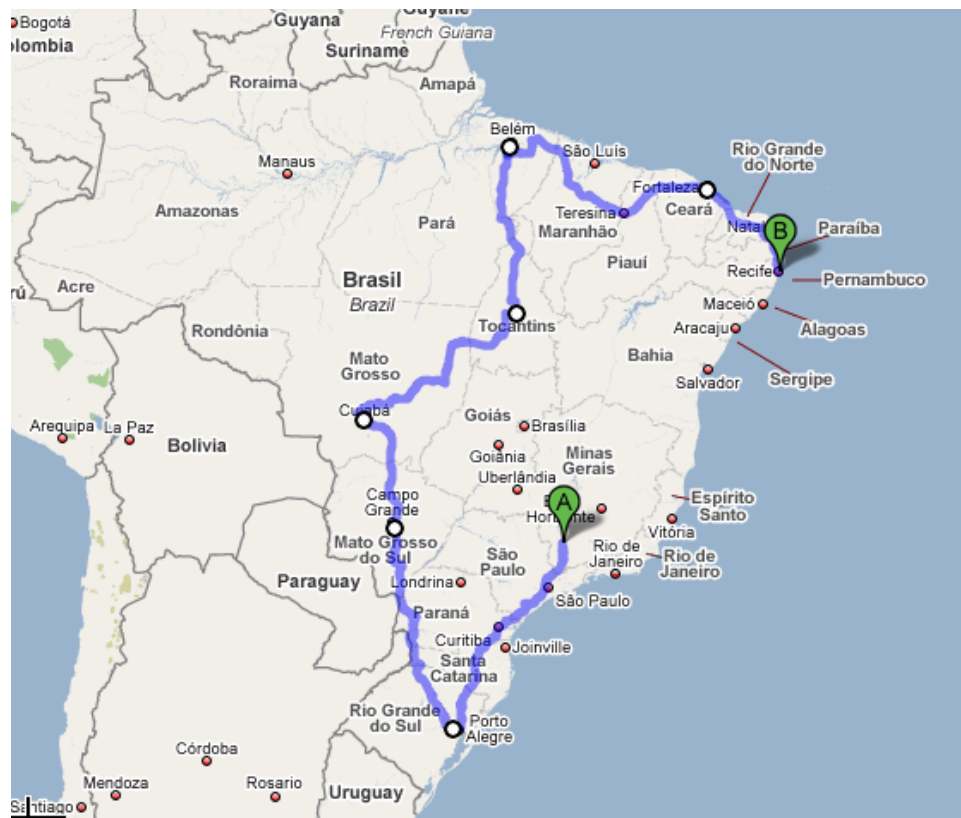 Bogotá
olombia
Guyana
Guyane
French Guiana
Suriname
Roraima
Amapá
Belém
Manaus
São Luís
Rio Grande
do Norte
Fortaleza
Ceará
Teresina
Maranhão
Natal
Paraíba
Amazonas
Pará
Piauí
B
Recife
Pernambuco
Brasil
Brazil
Acre
rú
Maceió
Alagoas
Tocantins
Aracaju
Rondônia
Bahia
Sergipe
Mato
Grosso
Salvador
Cuiabá
Goiás
Brasília
Arequipa
La Paz
Bolivia
Goiânia
Minas
Gerais
Uberlândia
A
Campo
Grande
Horizonte
Espírito
Santo
Vitória
Mato Grosso
do Sul
São
Paulo
Rio de
Janeiro
Rio de
Janeiro
Paraguay
Londrina
São Paulo
Paraná
Curitiba
Joinville
Santa
Catarina
Rio Grande
do Sul
Porto
Alegre
Córdoba
Mendoza
Rosario
Uruguay
Santiago